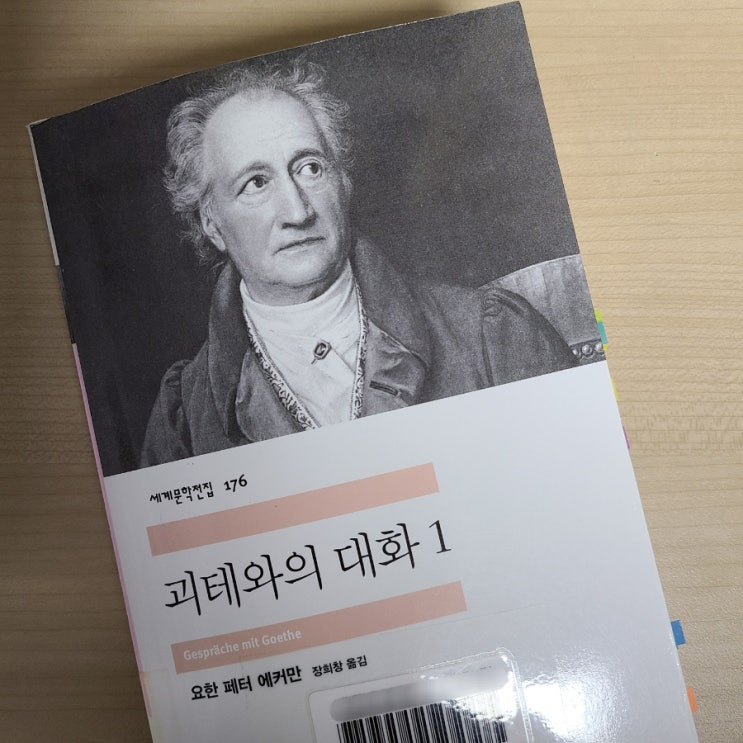 세계문학전집 176
괴테와의 대화 1
Gespräche mit Goethe
요한 페터 에커만 장희창 옮김